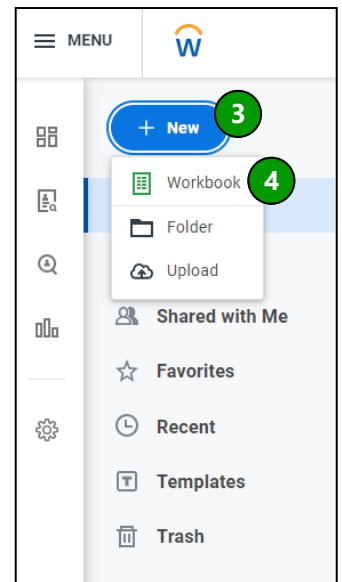 MENU
W
+ New
3
Workbook
4
Folder
Upload
Shared with Me
Favorites
Recent
T
Templates
Trash